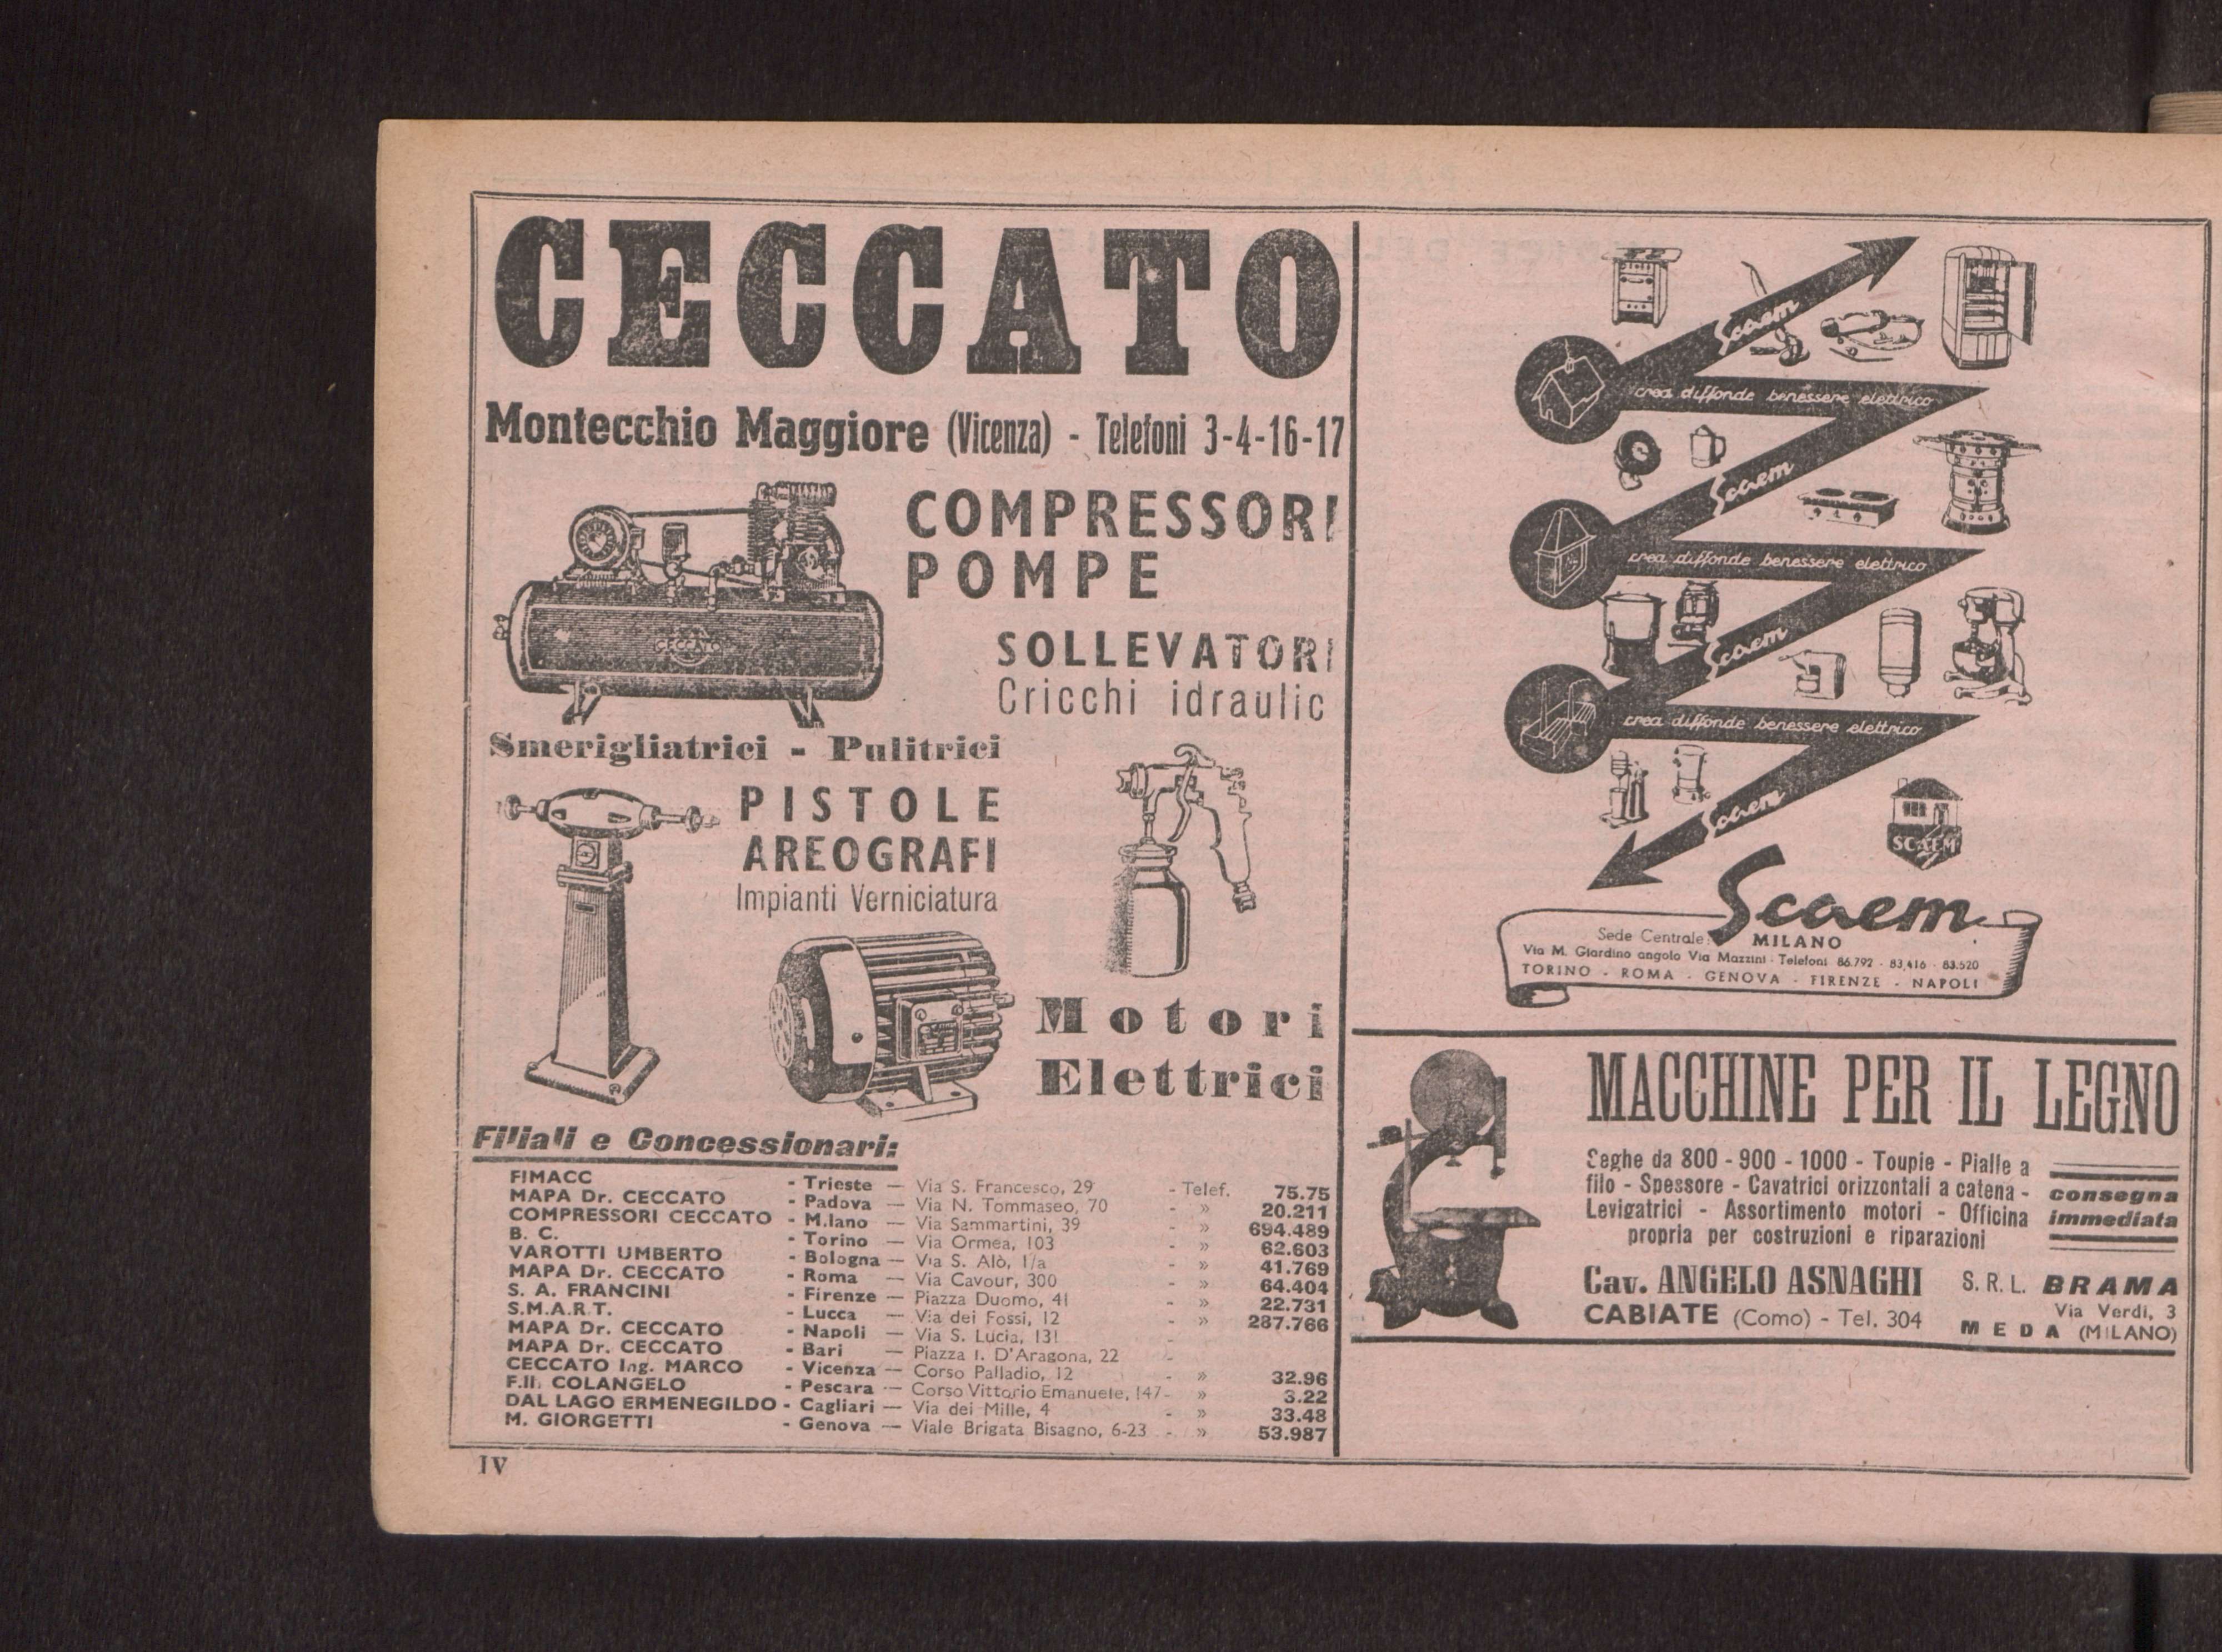 CECCATO
Montecchio Maggiore (Vicenza) - Telefoni 3-4-16-17
COMPRESSORI
POMPE
CECCATO
SOLLEVATORI
Cricchi idraulic
Smerigliatrici - Pulitrici
PISTOLE
AREOGRAFI
Impianti Verniciatura
Motori
Elettrici
Filiali e Concessionari:
FIMACC - Trieste — Via S. Francesco, 29 - Telef. 75.75
MAPA Dr. CECCATO - Padova — Via N. Tommaseo, 70 - » 20.211
COMPRESSORI CECCATO - M.lano — Via Sammartini, 39 - » 694.489
B. C. - Torino — Via Ormea, 103 - » 62.603
VAROTTI UMBERTO - Bologna — Via S. Alò, 1/a - » 41.769
MAPA Dr. CECCATO - Roma — Via Cavour, 300 - » 64.404
S. A. FRANCINI - Firenze — Piazza Duomo, 41 - » 22.731
S.M.A.R.T. - Lucca — Via dei Fossi, 12 - » 287.766
MAPA Dr. CECCATO - Napoli — Via S. Lucia, 131 -
MAPA Dr. CECCATO - Bari — Piazza I. D'Aragona, 22 -
CECCATO Ing. MARCO - Vicenza — Corso Palladio, 12 - » 32.96
F.lli COLANGELO - Pescara — Corso Vittorio Emanuele, 147 - » 3.22
DAL LAGO ERMENEGILDO - Cagliari — Via dei Mille, 4 - » 33.48
M. GIORGETTI - Genova — Viale Brigata Bisagno, 6-23 - » 53.987
IV
Scaem
crea diffonde benessere elettrico
Scaem
crea diffonde benessere elettrico
Scaem
crea diffonde benessere elettrico
Scaem
SCAEM
Scaem
Sede Centrale: MILANO
Via M. Giardino angolo Via Mazzini - Telefoni 86.792 - 83,416 - 83.520
TORINO - ROMA - GENOVA - FIRENZE - NAPOLI
MACCHINE PER IL LEGNO
Seghe da 800 - 900 - 1000 - Toupie - Pialle a
filo - Spessore - Cavatrici orizzontali a catena -
Levigatrici - Assortimento motori - Officina
propria per costruzioni e riparazioni
consegna
immediata
Cav. ANGELO ASNAGHI
CABIATE (Como) - Tel. 304
S. R. L. BRAMA
Via Verdi, 3
MEDA (MILANO)